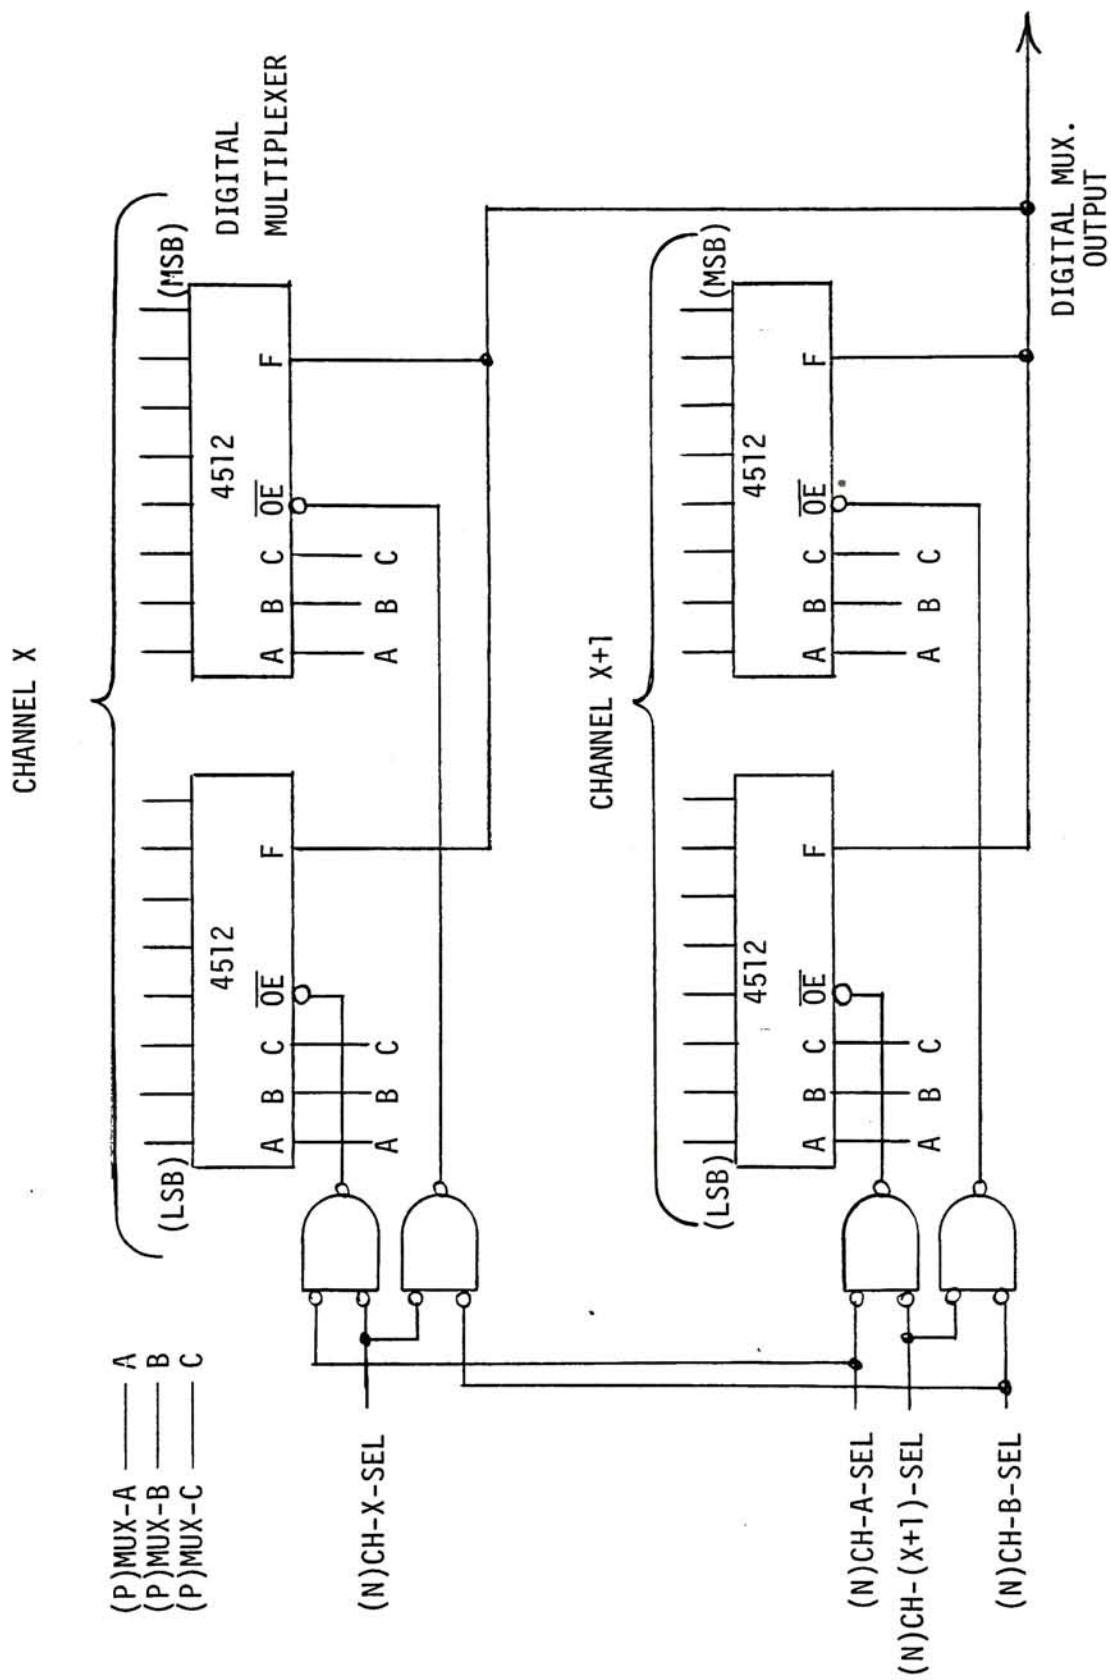 CHANNEL X
(P)MUX-A A
(P)MUX-B B
(P)MUX-C C
(LSB)
(MSB)
DIGITAL
MULTIPLEXER
4512
A B C OE F
A B C
4512
A B C OE F
A B C
(N)CH-X-SEL
CHANNEL X+1
(LSB)
(MSB)
4512
A B C OE F
A B C
4512
A B C OE F
A B C
(N)CH-A-SEL
(N)CH-(X+1)-SEL
(N)CH-B-SEL
DIGITAL MUX.
OUTPUT